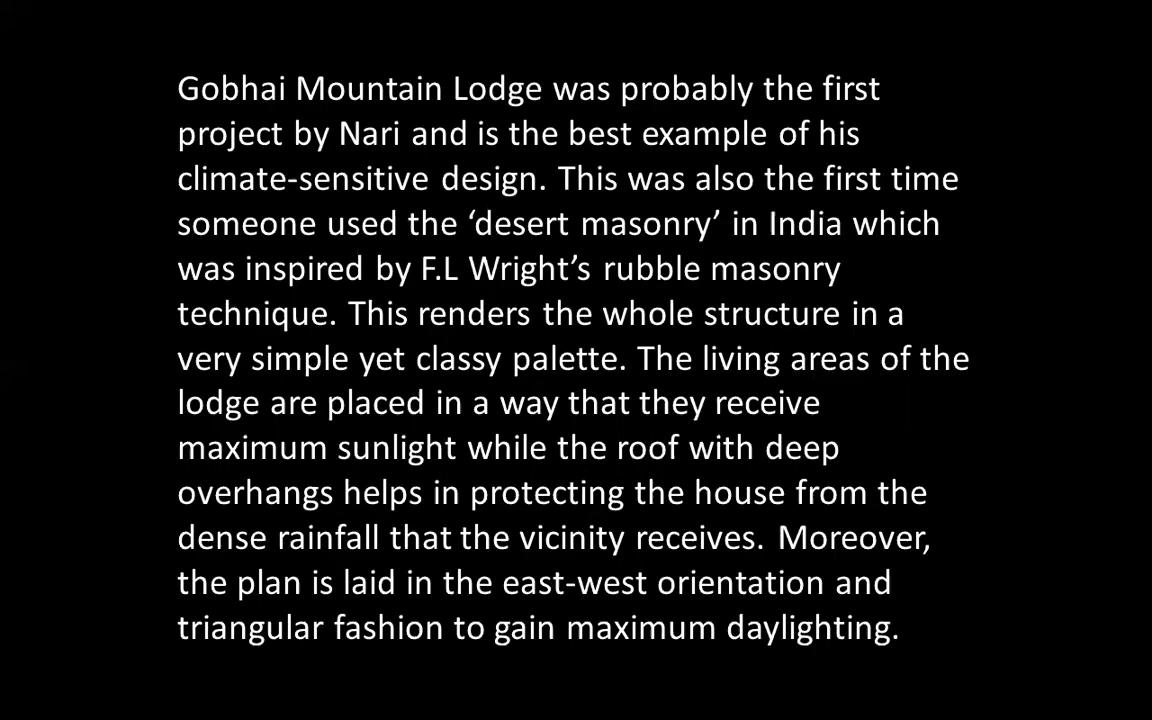 Gobhai Mountain Lodge was probably the first
project by Nari and is the best example of his
climate-sensitive design. This was also the first time
someone used the ‘desert masonry’ in India which
was inspired by F.L Wright’s rubble masonry
technique. This renders the whole structure in a
very simple yet classy palette. The living areas of the
lodge are placed in a way that they receive
maximum sunlight while the roof with deep
overhangs helps in protecting the house from the
dense rainfall that the vicinity receives. Moreover,
the plan is laid in the east-west orientation and
triangular fashion to gain maximum daylighting.